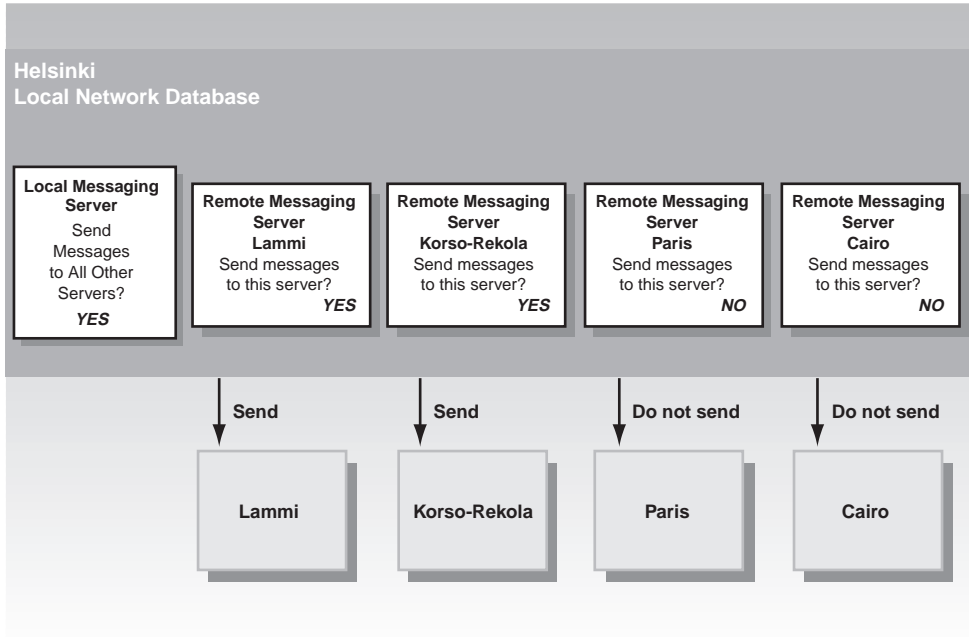 Helsinki
Local Network Database
Local Messaging
Server
Send
Messages
to All Other
Servers?
YES
Remote Messaging
Server
Lammi
Send messages
to this server?
YES
Remote Messaging
Server
Korso-Rekola
Send messages
to this server?
YES
Remote Messaging
Server
Paris
Send messages
to this server?
NO
Remote Messaging
Server
Cairo
Send messages
to this server?
NO
Send
Send
Do not send
Do not send
Lammi
Korso-Rekola
Paris
Cairo